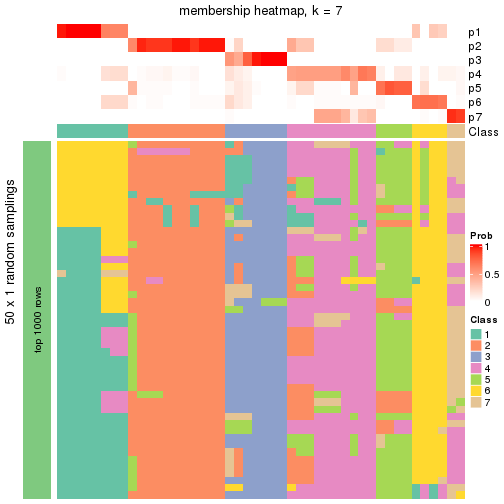 membership heatmap, k = 7
p1
p2
p3
p4
p5
p6
p7
Class
50 x 1 random samplings
top 1000 rows
Prob
1
0.5
0
Class
1
2
3
4
5
6
7